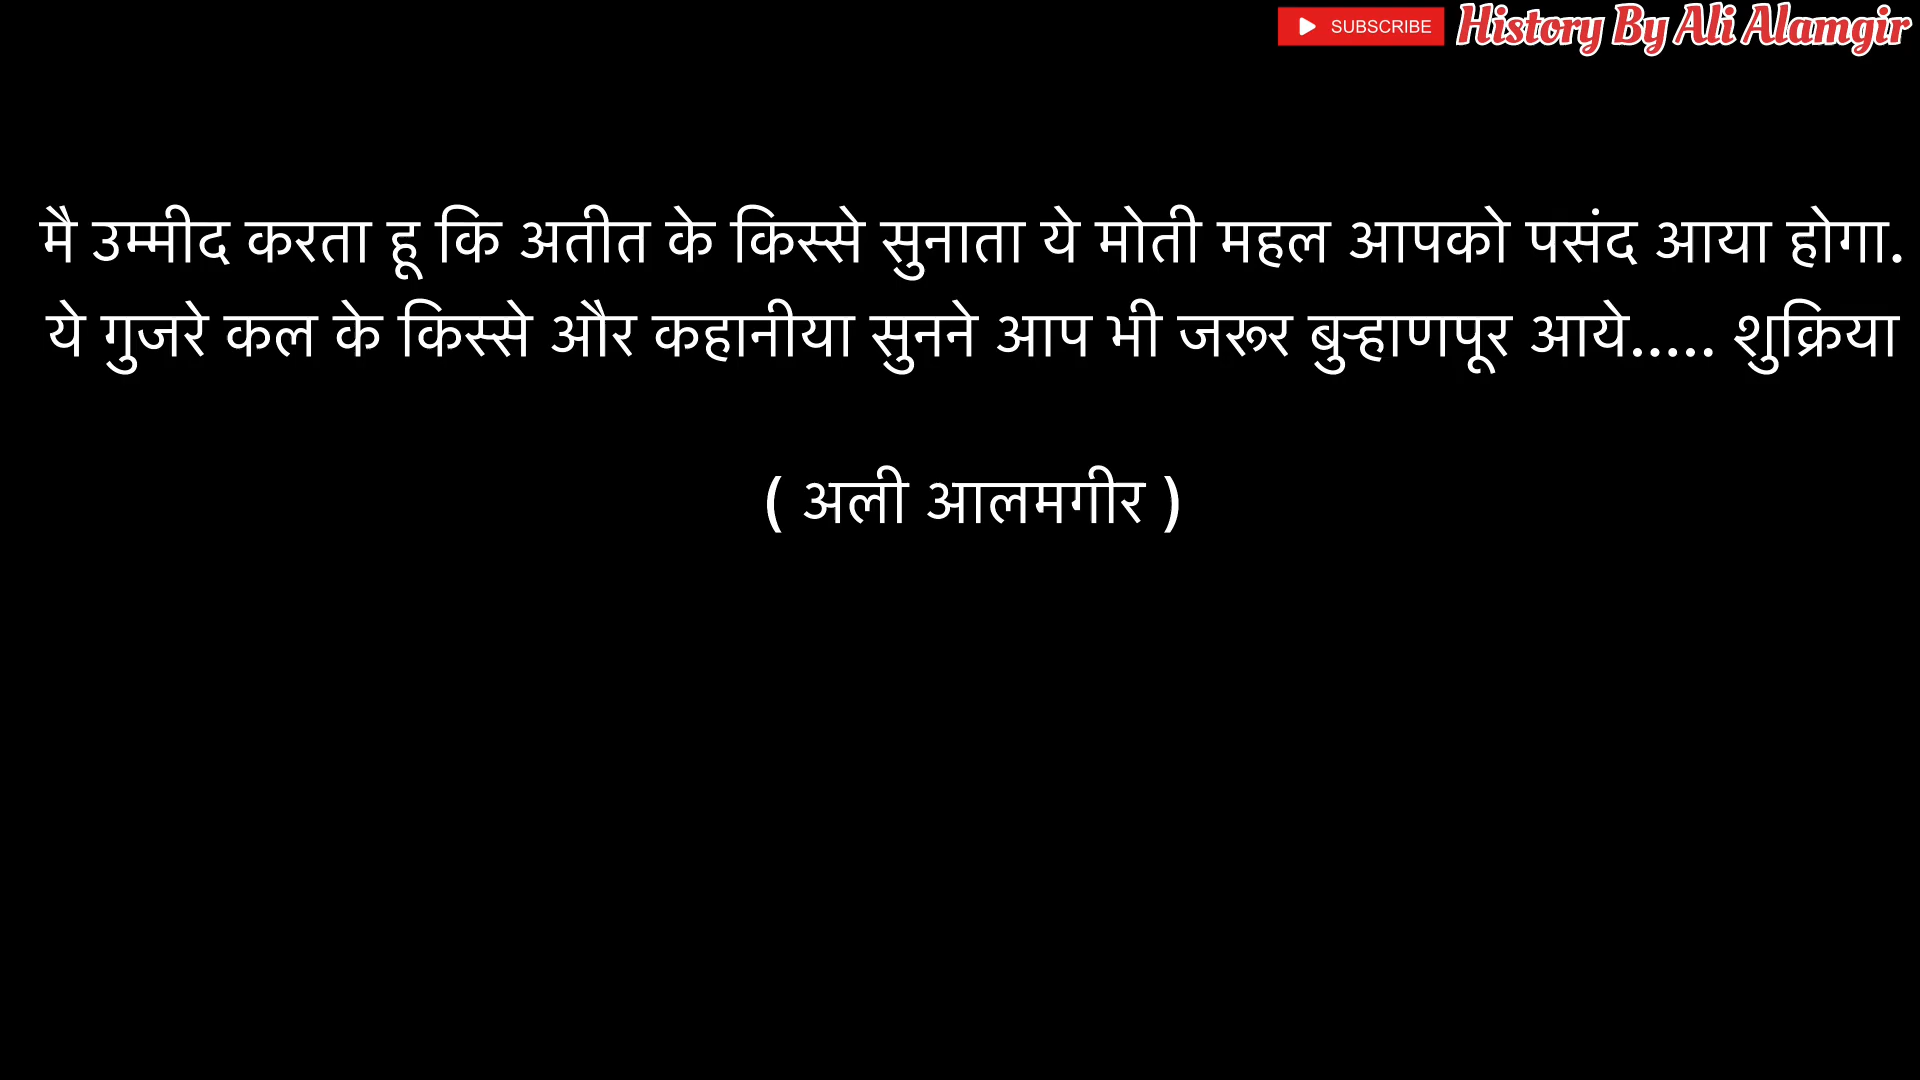 SUBSCRIBE History By Ali Alamgir
मै उम्मीद करता हू कि अतीत के किस्से सुनाता ये मोती महल आपको पसंद आया होगा.
ये गुजरे कल के किस्से और कहानीया सुनने आप भी जरूर बुऱ्हाणपूर आये..... शुक्रिया
( अली आलमगीर )